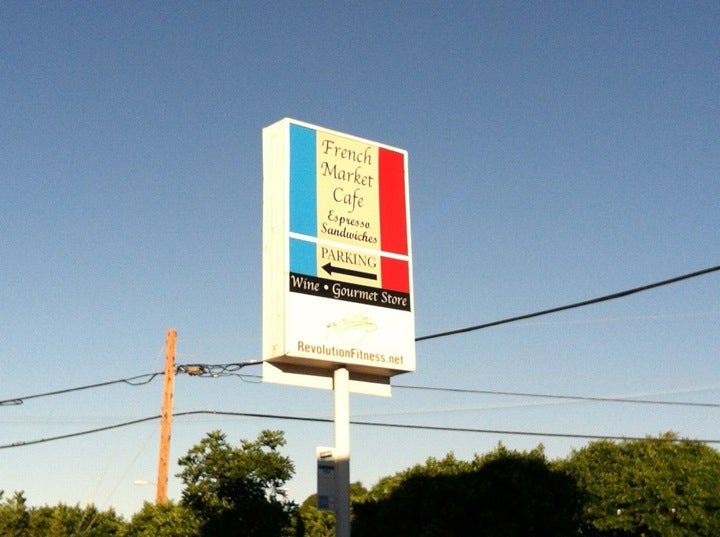 French
Market
Cafe
Espresso
Sandwiches
PARKING
Wine • Gourmet Store
RevolutionFitness.net